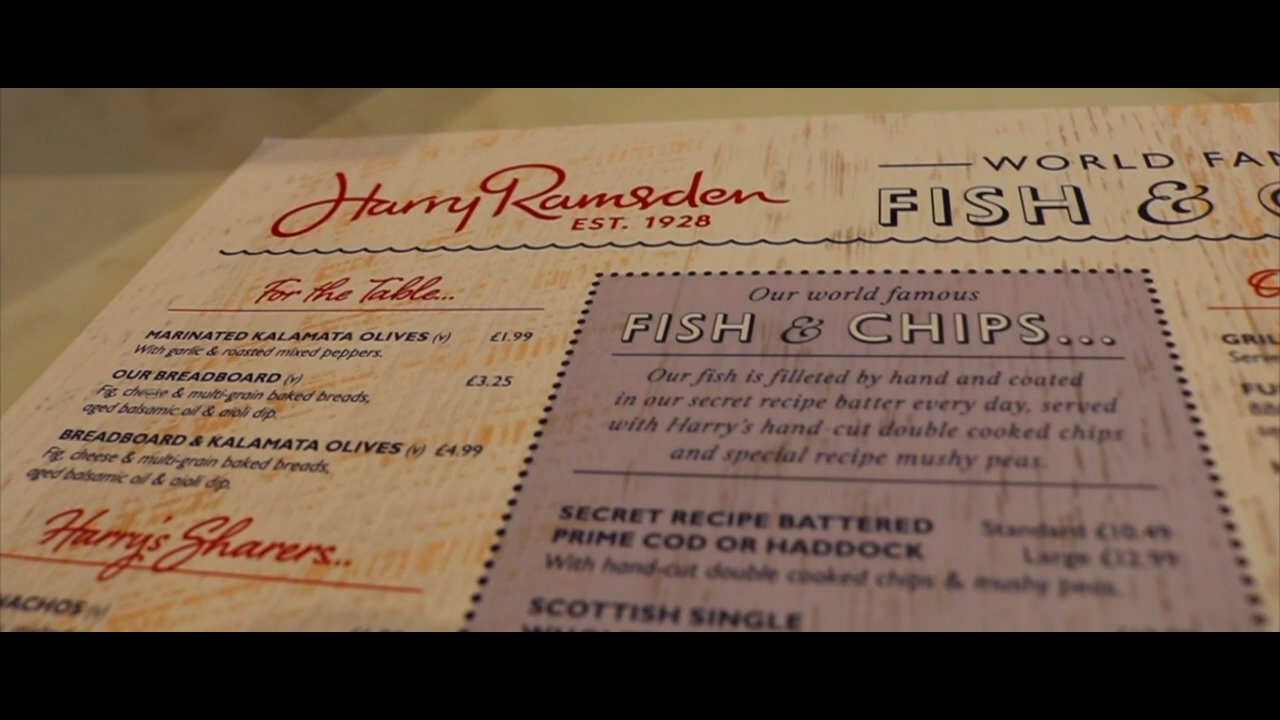 Harry Ramsden
EST. 1928
WORLD FAM
FISH & C
For the Table...
MARINATED KALAMATA OLIVES (v) £1.99
With garlic & roasted mixed peppers.
OUR BREADBOARD (v) £3.25
Fig, cheese & multi-grain baked breads,
aged balsamic oil & aioli dip.
BREADBOARD & KALAMATA OLIVES (v) £4.99
Fig, cheese & multi-grain baked breads,
aged balsamic oil & aioli dip.
Harry's Sharers..
NACHOS (v)
Our world famous
FISH & CHIPS...
Our fish is filleted by hand and coated
in our secret recipe batter every day, served
with Harry's hand-cut double cooked chips
and special recipe mushy peas.
SECRET RECIPE BATTERED Standard £10.49
PRIME COD OR HADDOCK Large £12.99
With hand-cut double cooked chips & mushy peas.
SCOTTISH SINGLE
GRIL